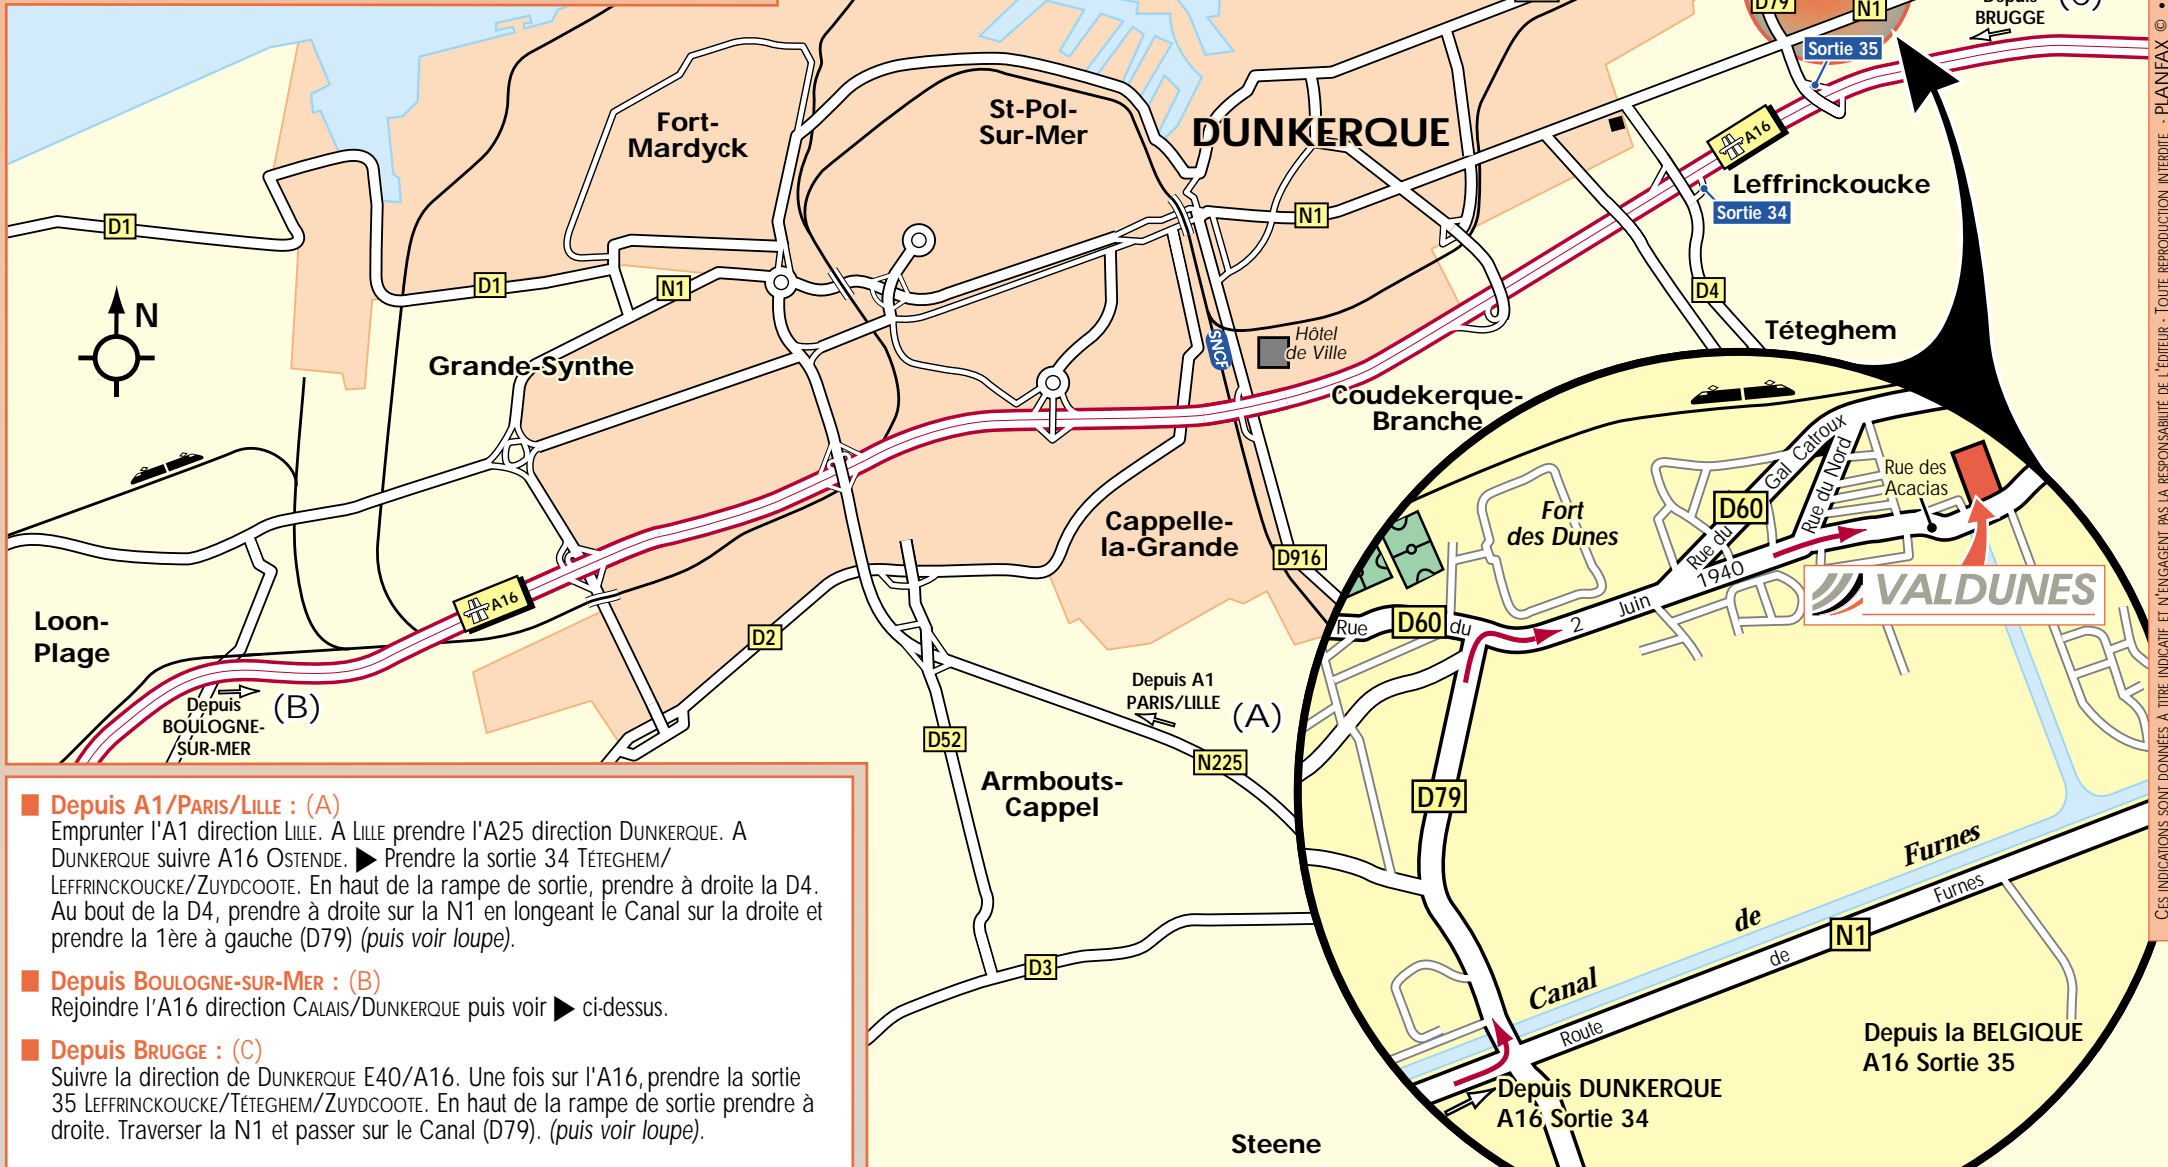 D79
N1
Depuis
BRUGGE
(C)
Sortie 35
Fort-
Mardyck
St-Pol-
Sur-Mer
DUNKERQUE
A16
Leffrinckoucke
Sortie 34
D1
N1
D1
N1
D4
N
Téteghem
SNCF
Hôtel
de Ville
Grande-Synthe
Coudekerque-
Branche
Cappelle-
la-Grande
D916
A16
Loon-
Plage
D2
Depuis
BOULOGNE-
SUR-MER
(B)
Depuis A1
PARIS/LILLE
(A)
D52
N225
Armbouts-
Cappel
D3
Steene
Fort
des Dunes
Rue du
Gal Catroux
D60
Rue du Nord
Rue des
Acacias
VALDUNES
Rue
D60
du
2
Juin
1940
D79
Canal
de
Furnes
Route
de
Furnes
N1
Depuis la BELGIQUE
A16 Sortie 35
Depuis DUNKERQUE
A16 Sortie 34
Depuis A1/PARIS/LILLE : (A)
Emprunter l'A1 direction LILLE. A LILLE prendre l'A25 direction DUNKERQUE. A
DUNKERQUE suivre A16 OSTENDE. ▶ Prendre la sortie 34 TÉTEGHEM/
LEFFRINCKOUCKE/ZUYDCOOTE. En haut de la rampe de sortie, prendre à droite la D4.
Au bout de la D4, prendre à droite sur la N1 en longeant le Canal sur la droite et
prendre la 1ère à gauche (D79) (puis voir loupe).
Depuis BOULOGNE-SUR-MER : (B)
Rejoindre l'A16 direction CALAIS/DUNKERQUE puis voir ▶ ci-dessus.
Depuis BRUGGE : (C)
Suivre la direction de DUNKERQUE E40/A16. Une fois sur l'A16, prendre la sortie
35 LEFFRINCKOUCKE/TÉTEGHEM/ZUYDCOOTE. En haut de la rampe de sortie prendre à
droite. Traverser la N1 et passer sur le Canal (D79). (puis voir loupe).
CES INDICATIONS SONT DONNÉES À TITRE INDICATIF ET N'ENGAGENT PAS LA RESPONSABILITÉ DE L'ÉDITEUR - TOUTE REPRODUCTION INTERDITE - PLANFAX © •